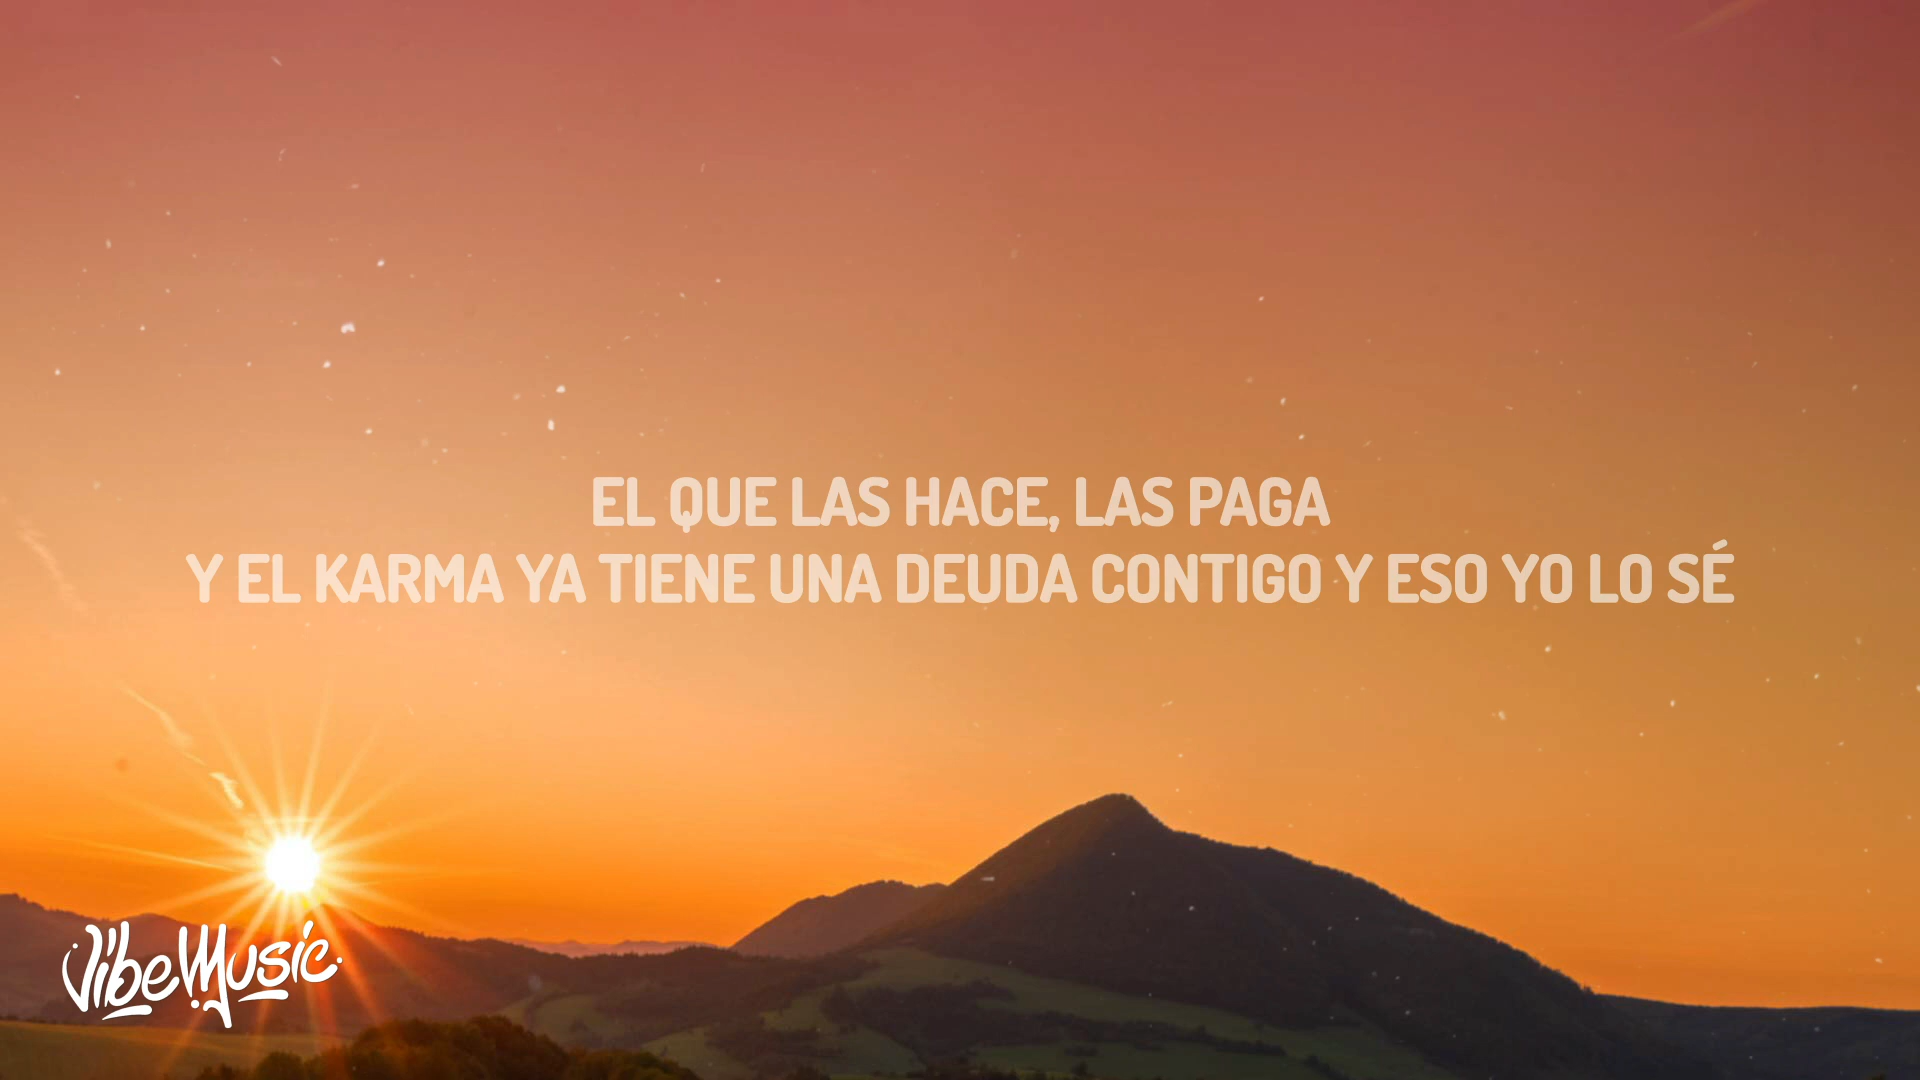 EL QUE LAS HACE, LAS PAGA
Y EL KARMA YA TIENE UNA DEUDA CONTIGO Y ESO YO LO SÉ
VibeMusic